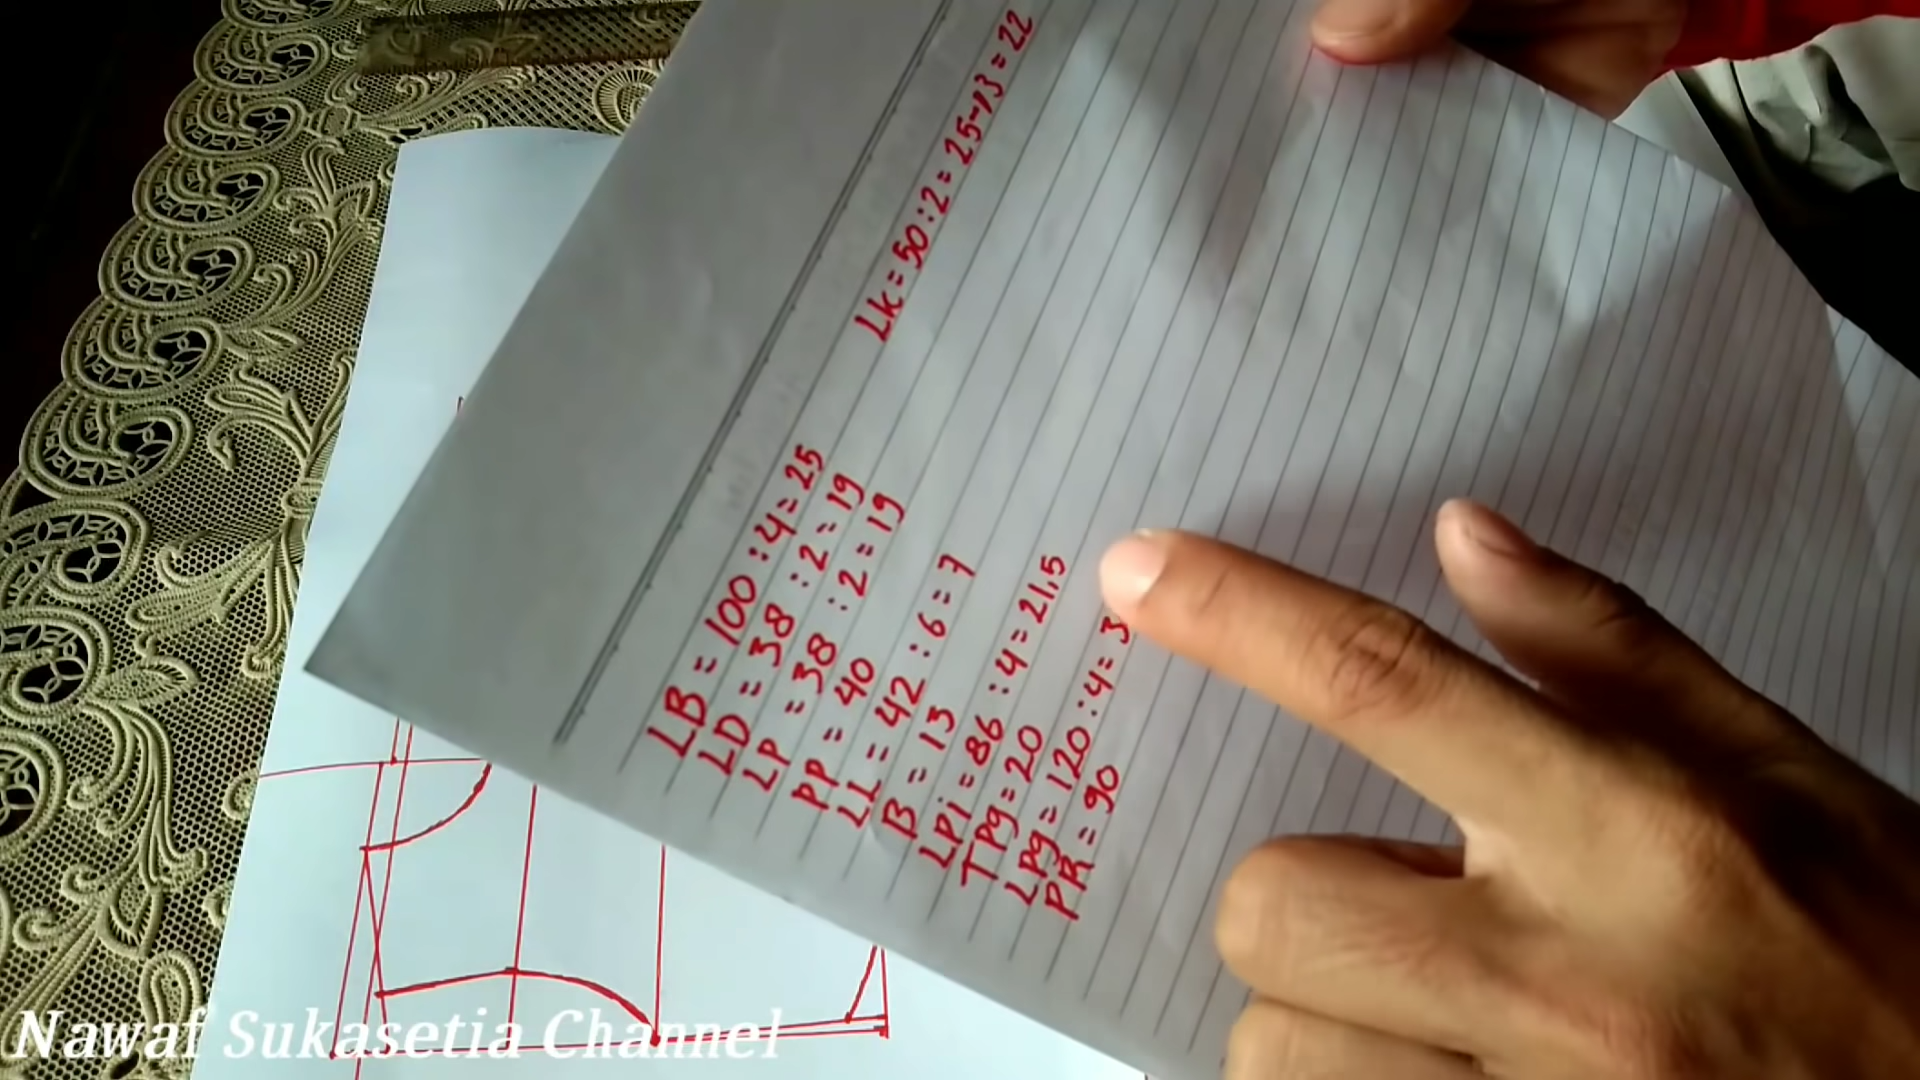 LB = 100 : 4 = 25
LD = 38 : 2 = 19
LP = 38 : 2 = 19
PP = 40
LL = 42 : 6 = 7
B = 13
LPi = 86 : 4 = 21,5
TPg = 20
LPg = 120 : 4 = 3
PR = 90
Lk = 50 : 2 = 25-13 = 22
Nawaf Sukasetia Channel